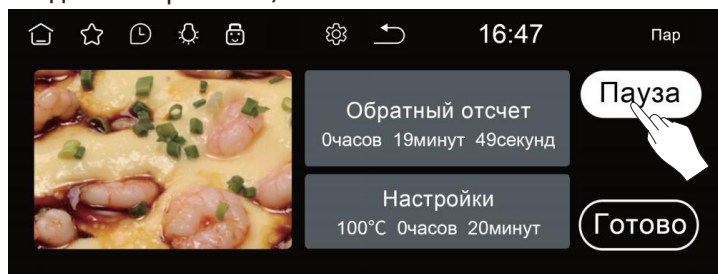 16:47
Пар
Обратный отсчет
0часов 19минут 49секунд
Пауза
Настройки
100°C 0часов 20минут
Готово